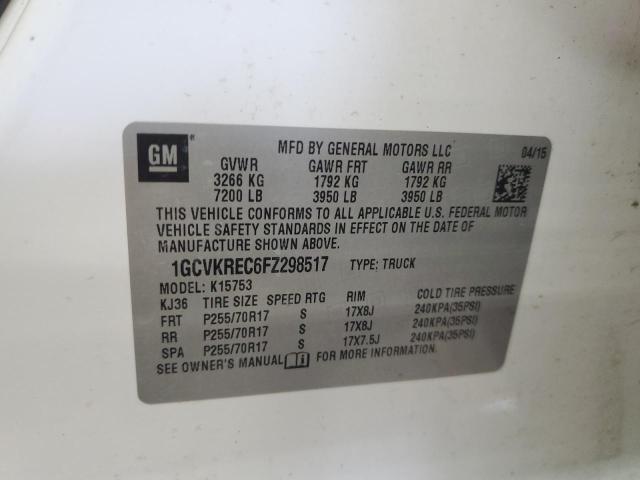 GM
MFD BY GENERAL MOTORS LLC 04/15
GVWR GAWR FRT GAWR RR
3266 KG 1792 KG 1792 KG
7200 LB 3950 LB 3950 LB
THIS VEHICLE CONFORMS TO ALL APPLICABLE U.S. FEDERAL MOTOR
VEHICLE SAFETY STANDARDS IN EFFECT ON THE DATE OF
MANUFACTURE SHOWN ABOVE.
1GCVKREC6FZ298517 TYPE: TRUCK
MODEL: K15753
KJ36 TIRE SIZE SPEED RTG RIM COLD TIRE PRESSURE
FRT P255/70R17 S 17X8J 240KPA(35PSI)
RR P255/70R17 S 17X8J 240KPA(35PSI)
SPA P255/70R17 S 17X7.5J 240KPA(35PSI)
SEE OWNER'S MANUAL FOR MORE INFORMATION.